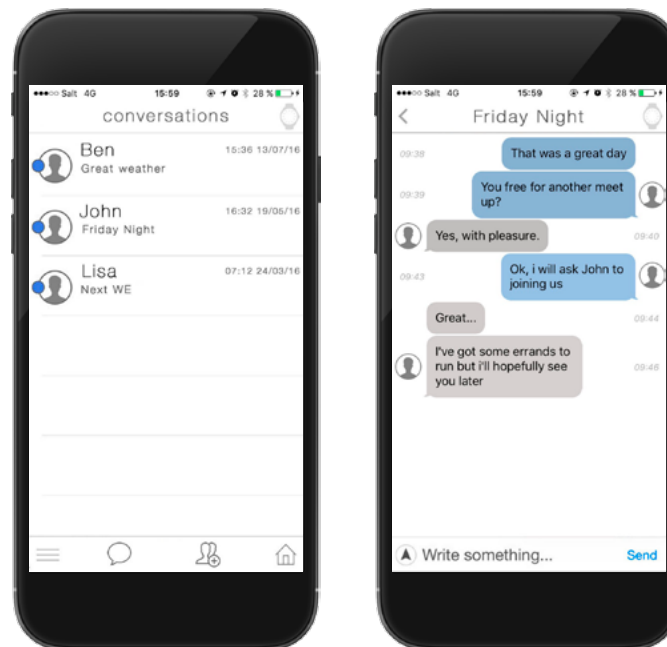 Salt 4G 15:59 28 %
conversations
Ben 15:36 13/07/16
Great weather
John 16:32 19/05/16
Friday Night
Lisa 07:12 24/03/16
Next WE
Salt 4G 15:59 28 %
Friday Night
09:38 That was a great day
09:39 You free for another meet
up?
Yes, with pleasure. 09:40
09:43 Ok, i will ask John to
joining us
Great... 09:44
I've got some errands to
run but i'll hopefully see 09:46
you later
Write something... Send